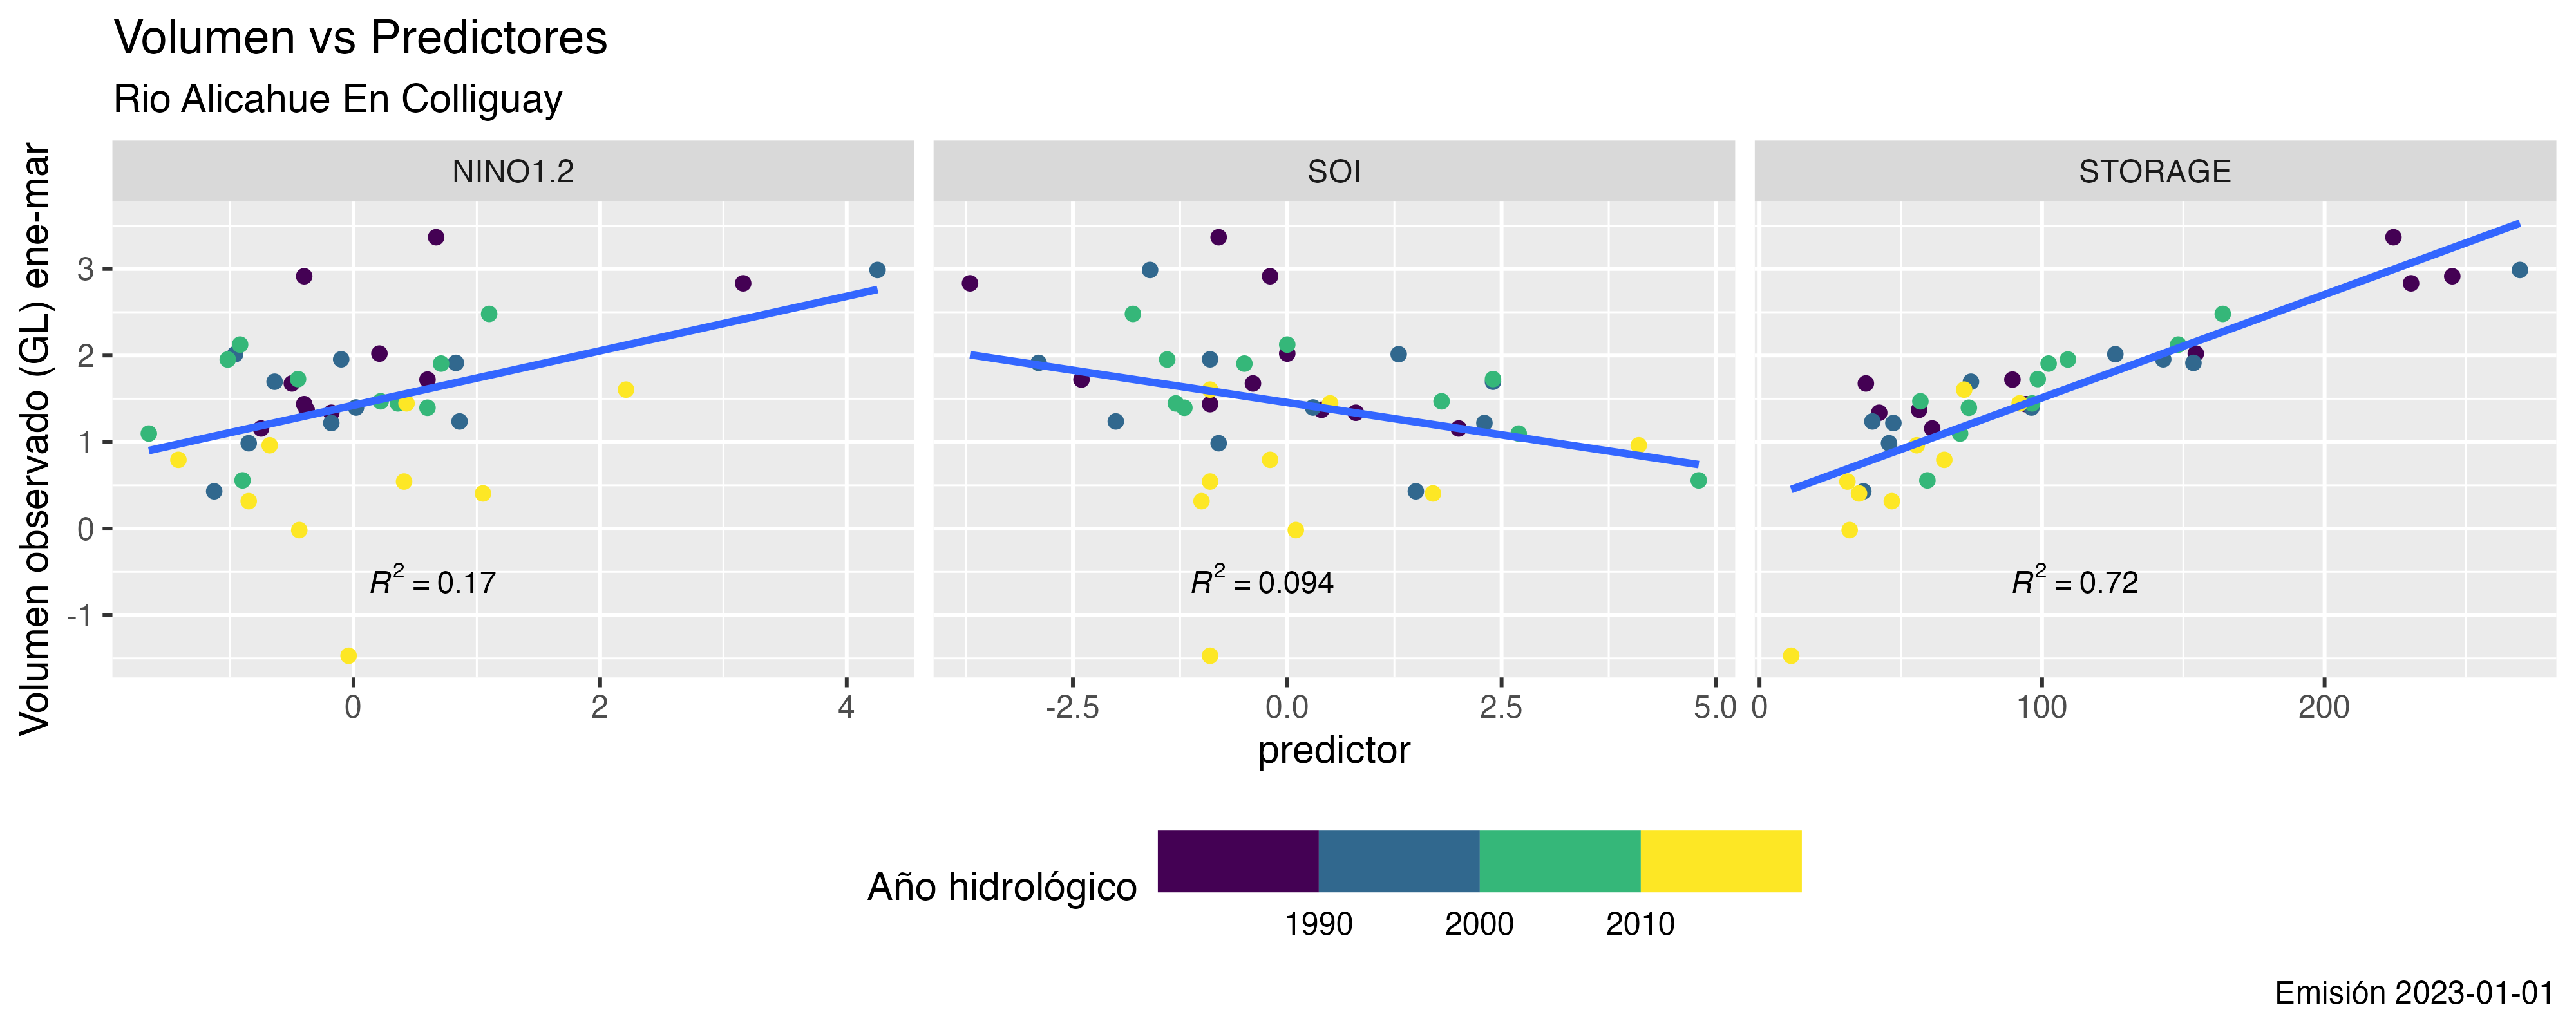 Volumen vs Predictores
Rio Alicahue En Colliguay
Volumen observado (GL) ene-mar
NINO1.2
SOI
STORAGE
3
2
1
0
-1
R² = 0.17
R² = 0.094
R² = 0.72
0 2 4
-2.5 0.0 2.5 5.0
0 100 200
predictor
Año hidrológico
1990 2000 2010
Emisión 2023-01-01